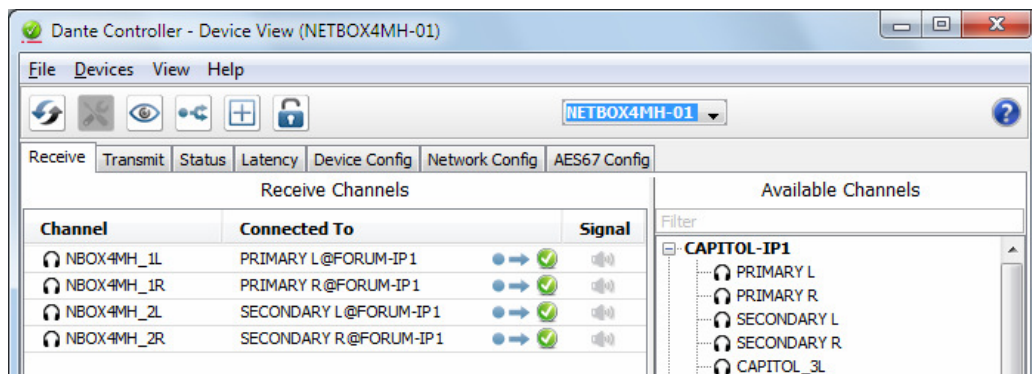 Dante Controller - Device View (NETBOX4MH-01)
File Devices View Help
NETBOX4MH-01
Receive Transmit Status Latency Device Config Network Config AES67 Config
Receive Channels
Available Channels
Channel Connected To Signal
Filter
NBOX4MH_1L PRIMARY L@FORUM-IP1
NBOX4MH_1R PRIMARY R@FORUM-IP1
NBOX4MH_2L SECONDARY L@FORUM-IP1
NBOX4MH_2R SECONDARY R@FORUM-IP1
CAPITOL-IP1
PRIMARY L
PRIMARY R
SECONDARY L
SECONDARY R
CAPITOL_3L